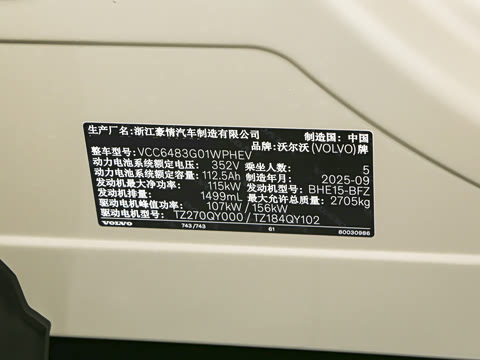 生产厂名:浙江豪情汽车制造有限公司 制造国: 中国
品牌:沃尔沃(VOLVO)牌
整车型号:VCC6483G01WPHEV
动力电池系统额定电压: 352V 乘坐人数: 5
动力电池系统额定容量: 112.5Ah 制造年月: 2025-09
发动机最大净功率: 115kW 发动机型号: BHE15-BFZ
发动机排量: 1499mL 最大允许总质量: 2705kg
驱动电机峰值功率: 107kW / 156kW
驱动电机型号: TZ270QY000 / TZ184QY102
VOLVO 743/743 61 80030986